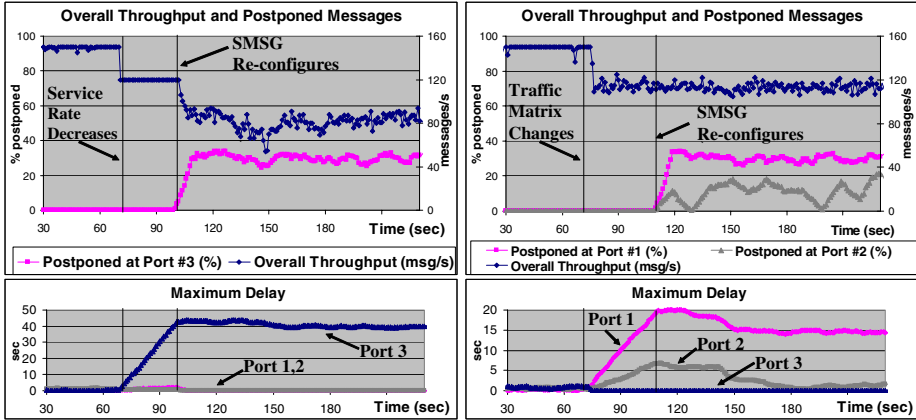 Overall Throughput and Postponed Messages
100
80
60
40
20
0
% postponed
160
120
80
40
0
messages/s
SMSG
Re-configures
Service
Rate
Decreases
30 60 90 120 150 180
Time (sec)
Postponed at Port #3 (%)
Overall Throughput (msg/s)
Overall Throughput and Postponed Messages
100
80
60
40
20
0
% postponed
160
120
80
40
0
messages/s
Traffic
Matrix
Changes
SMSG
Re-configures
30 60 90 120 150 180
Time (sec)
Postponed at Port #1 (%)
Postponed at Port #2 (%)
Overall Throughput (msg/s)
Maximum Delay
50
40
30
20
10
0
sec
Port 3
Port 1,2
30 60 90 120 150 180
Time (sec)
Maximum Delay
20
15
10
5
0
sec
Port 1
Port 2
Port 3
30 60 90 120 150 180
Time (sec)